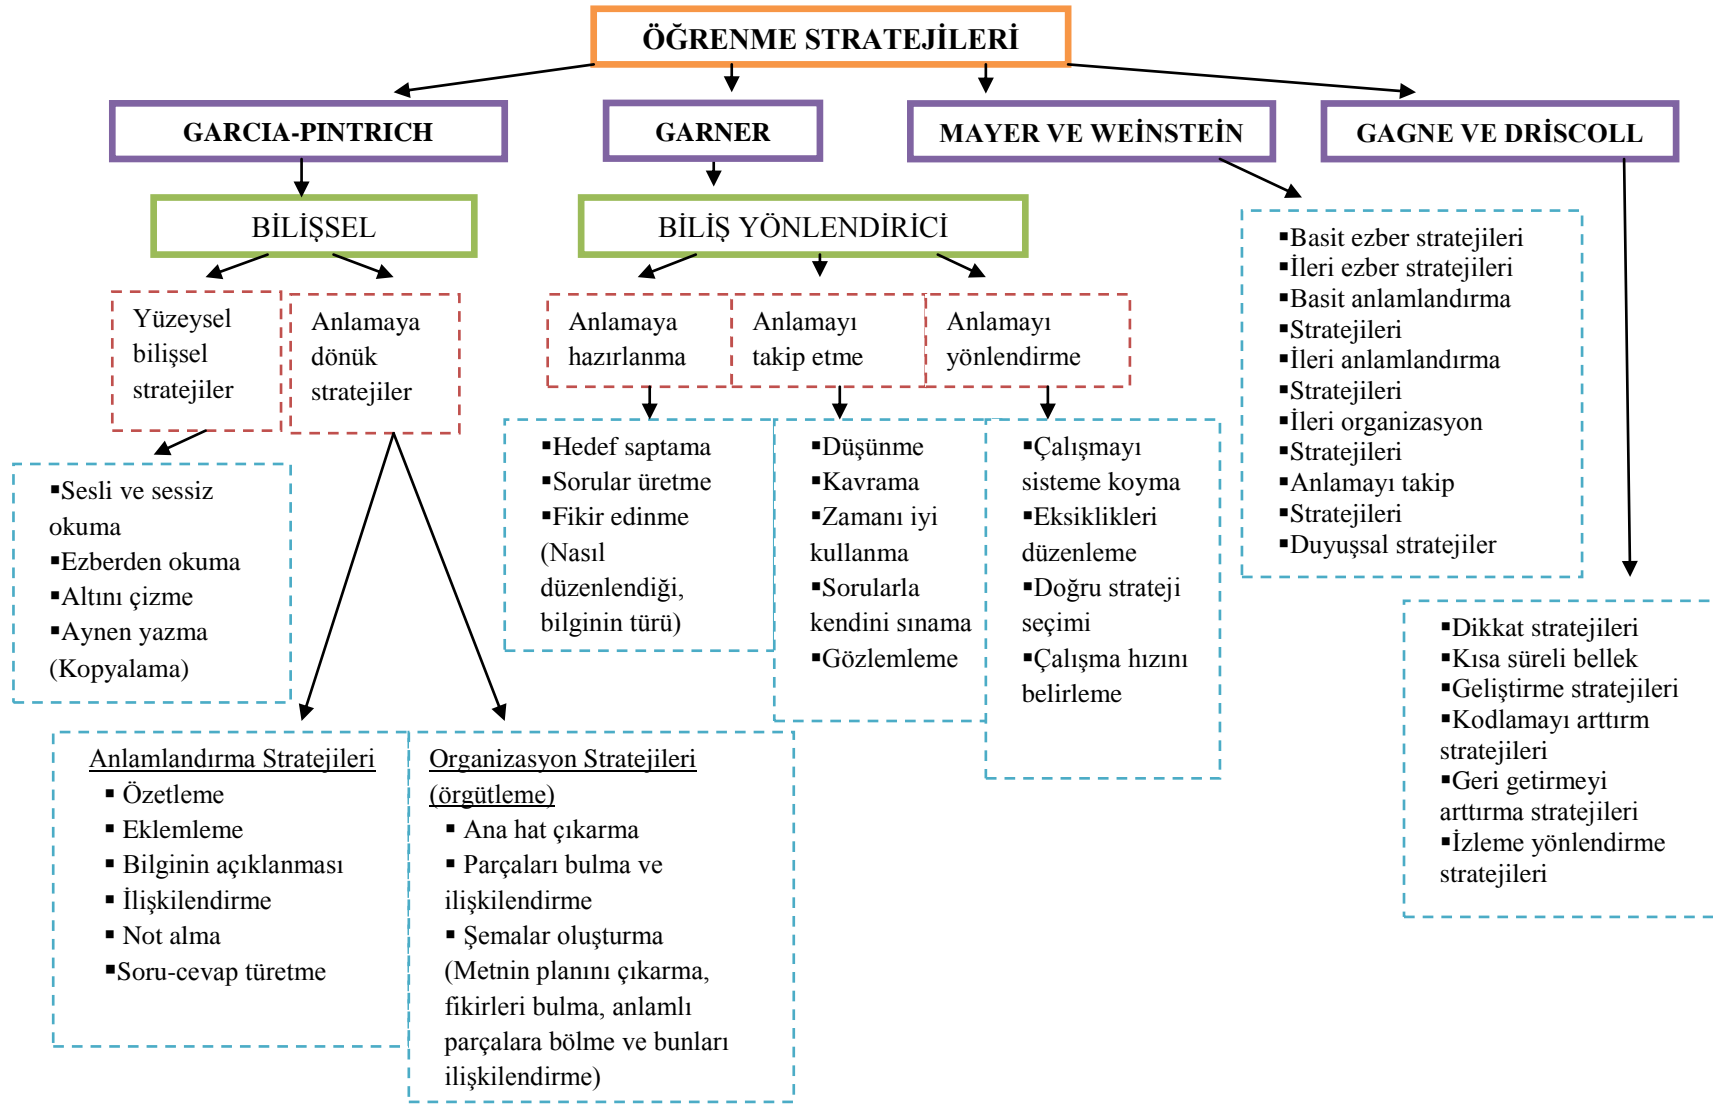 ÖĞRENME STRATEJİLERİ
GARCIA-PINTRICH
GARNER
MAYER VE WEİNSTEİN
GAGNE VE DRİSCOLL
BİLİŞSEL
BİLİŞ YÖNLENDİRİCİ
Yüzeysel
bilişsel
stratejiler
Anlamaya
dönük
stratejiler
Anlamaya
hazırlanma
Anlamayı
takip etme
Anlamayı
yönlendirme
▪Sesli ve sessiz
okuma
▪Ezberden okuma
▪Altını çizme
▪Aynen yazma
(Kopyalama)
Anlamlandırma Stratejileri
▪ Özetleme
▪ Eklemleme
▪ Bilginin açıklanması
▪ İlişkilendirme
▪ Not alma
▪Soru-cevap türetme
Organizasyon Stratejileri
(örgütleme)
▪ Ana hat çıkarma
▪ Parçaları bulma ve
ilişkilendirme
▪ Şemalar oluşturma
(Metnin planını çıkarma,
fikirleri bulma, anlamlı
parçalara bölme ve bunları
ilişkilendirme)
▪Hedef saptama
▪Sorular üretme
▪Fikir edinme
(Nasıl
düzenlendiği,
bilginin türü)
▪Düşünme
▪Kavrama
▪Zamanı iyi
kullanma
▪Sorularla
kendini sınama
▪Gözlemleme
▪Çalışmayı
sisteme koyma
▪Eksiklikleri
düzenleme
▪Doğru strateji
seçimi
▪Çalışma hızını
belirleme
▪Basit ezber stratejileri
▪İleri ezber stratejileri
▪Basit anlamlandırma
▪Stratejileri
▪İleri anlamlandırma
▪Stratejileri
▪İleri organizasyon
▪Stratejileri
▪Anlamayı takip
▪Stratejileri
▪Duyuşsal stratejiler
▪Dikkat stratejileri
▪Kısa süreli bellek
▪Geliştirme stratejileri
▪Kodlamayı arttırm
stratejileri
▪Geri getirmeyi
arttırma stratejileri
▪İzleme yönlendirme
stratejileri